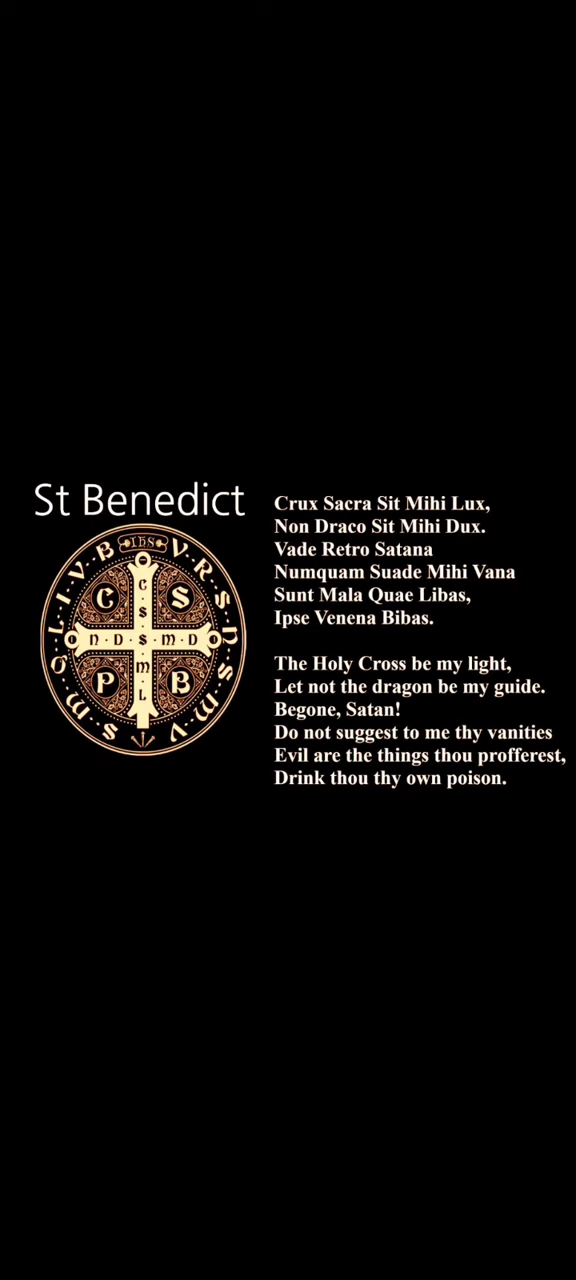 St Benedict
IHS
V·R·S·N·S·M·V
S·M·Q·L·I·V·B
C S
P B
C·S·S·M·L
N·D·S·M·D
Crux Sacra Sit Mihi Lux,
Non Draco Sit Mihi Dux.
Vade Retro Satana
Numquam Suade Mihi Vana
Sunt Mala Quae Libas,
Ipse Venena Bibas.
The Holy Cross be my light,
Let not the dragon be my guide.
Begone, Satan!
Do not suggest to me thy vanities
Evil are the things thou profferest,
Drink thou thy own poison.